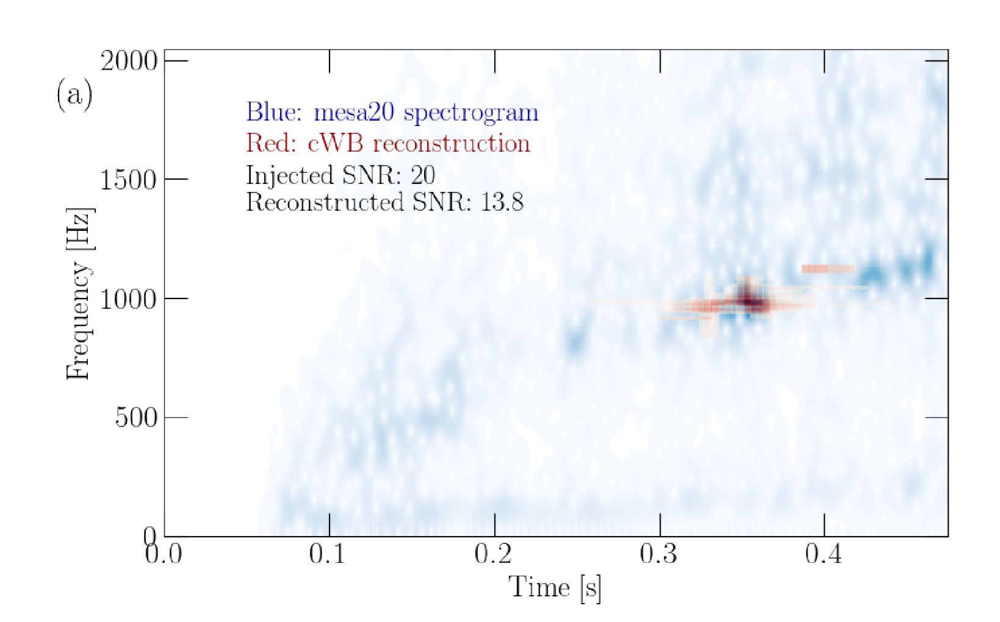 (a)
Blue: mesa20 spectrogram
Red: cWB reconstruction
Injected SNR: 20
Reconstructed SNR: 13.8
Frequency [Hz]
2000
1500
1000
500
0
0.0 0.1 0.2 0.3 0.4
Time [s]